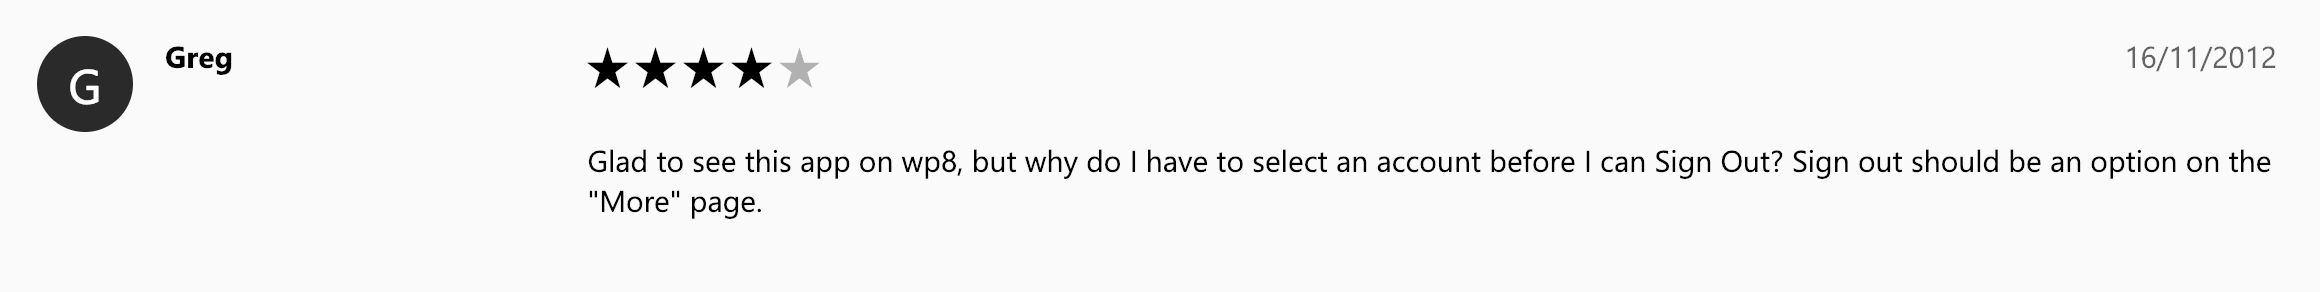 G
Greg
16/11/2012
Glad to see this app on wp8, but why do I have to select an account before I can Sign Out? Sign out should be an option on the
"More" page.